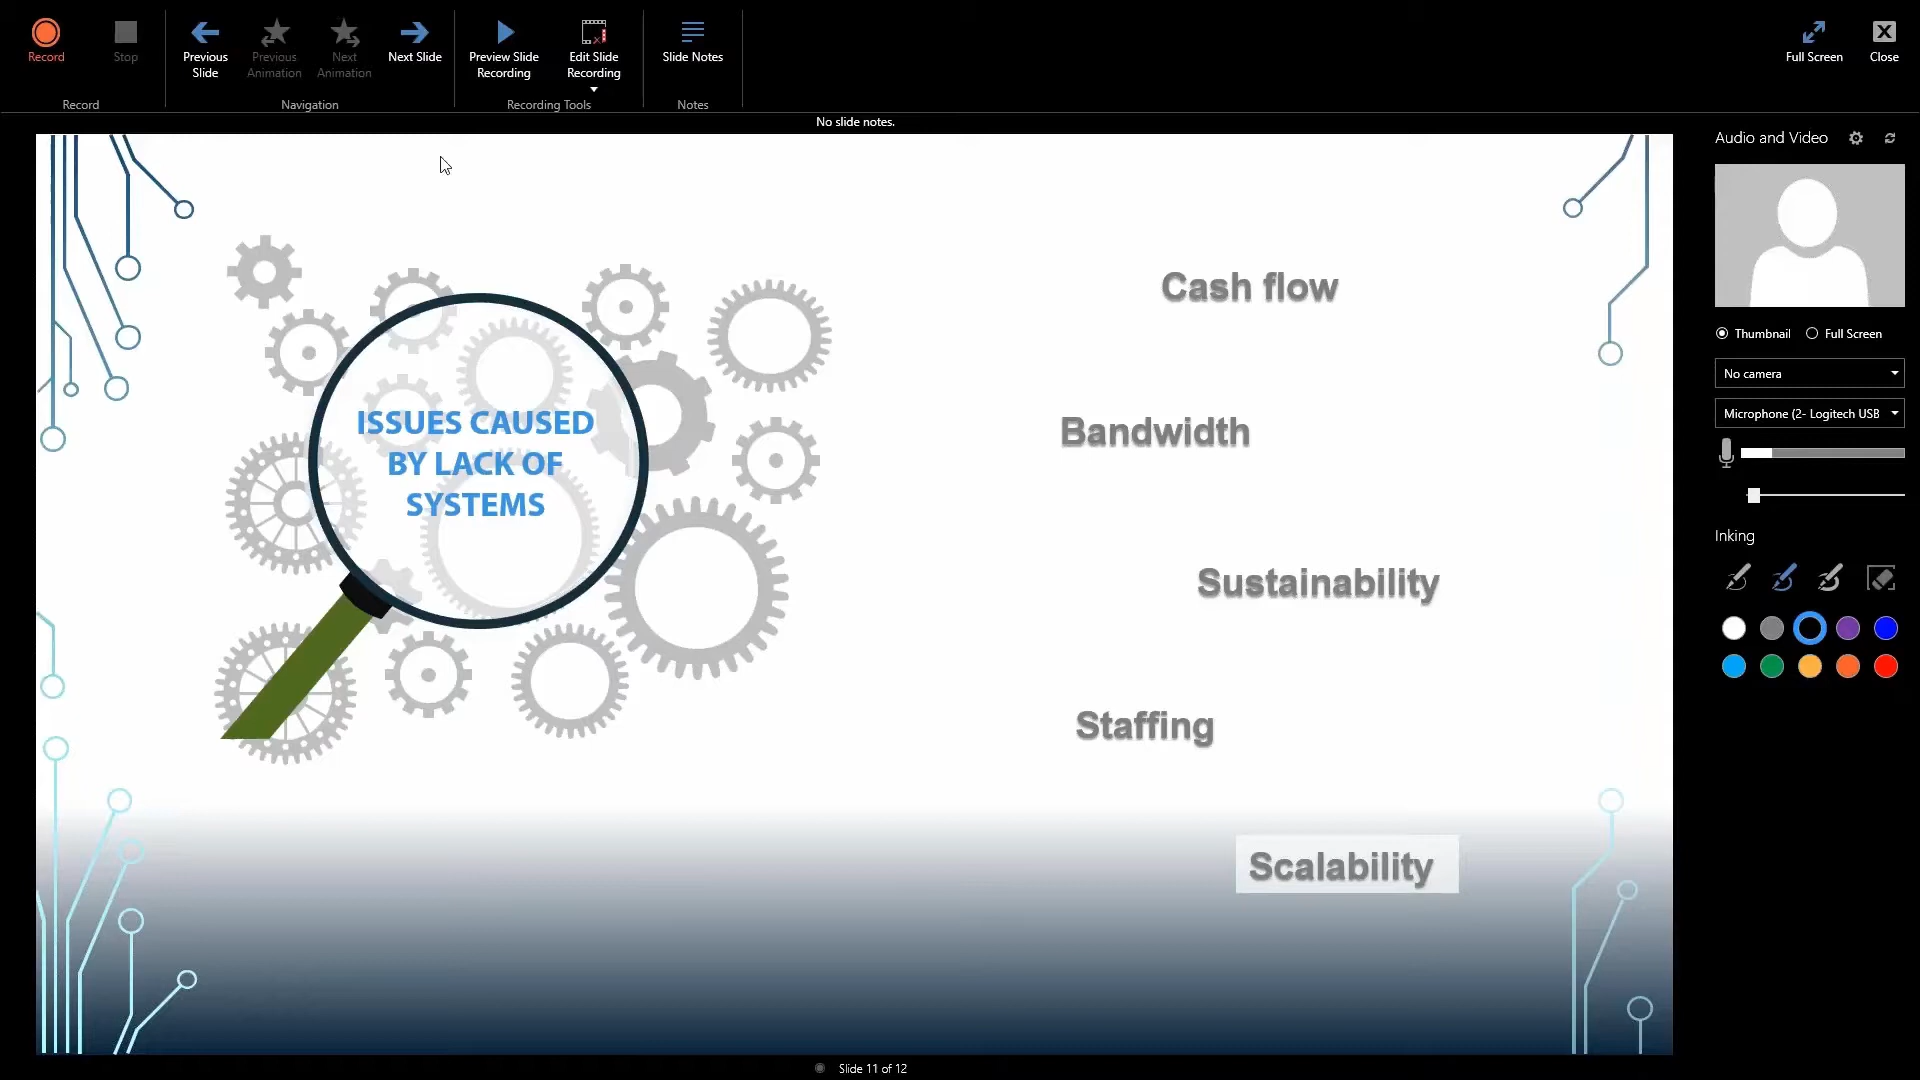 Record
Stop
Previous
Slide
Previous
Animation
Next
Animation
Next Slide
Preview Slide
Recording
Edit Slide
Recording
Slide Notes
Full Screen
Close
Record
Navigation
Recording Tools
Notes
No slide notes.
Audio and Video
Thumbnail
Full Screen
No camera
Microphone (2- Logitech USB
Inking
ISSUES CAUSED
BY LACK OF
SYSTEMS
Cash flow
Bandwidth
Sustainability
Staffing
Scalability
Slide 11 of 12